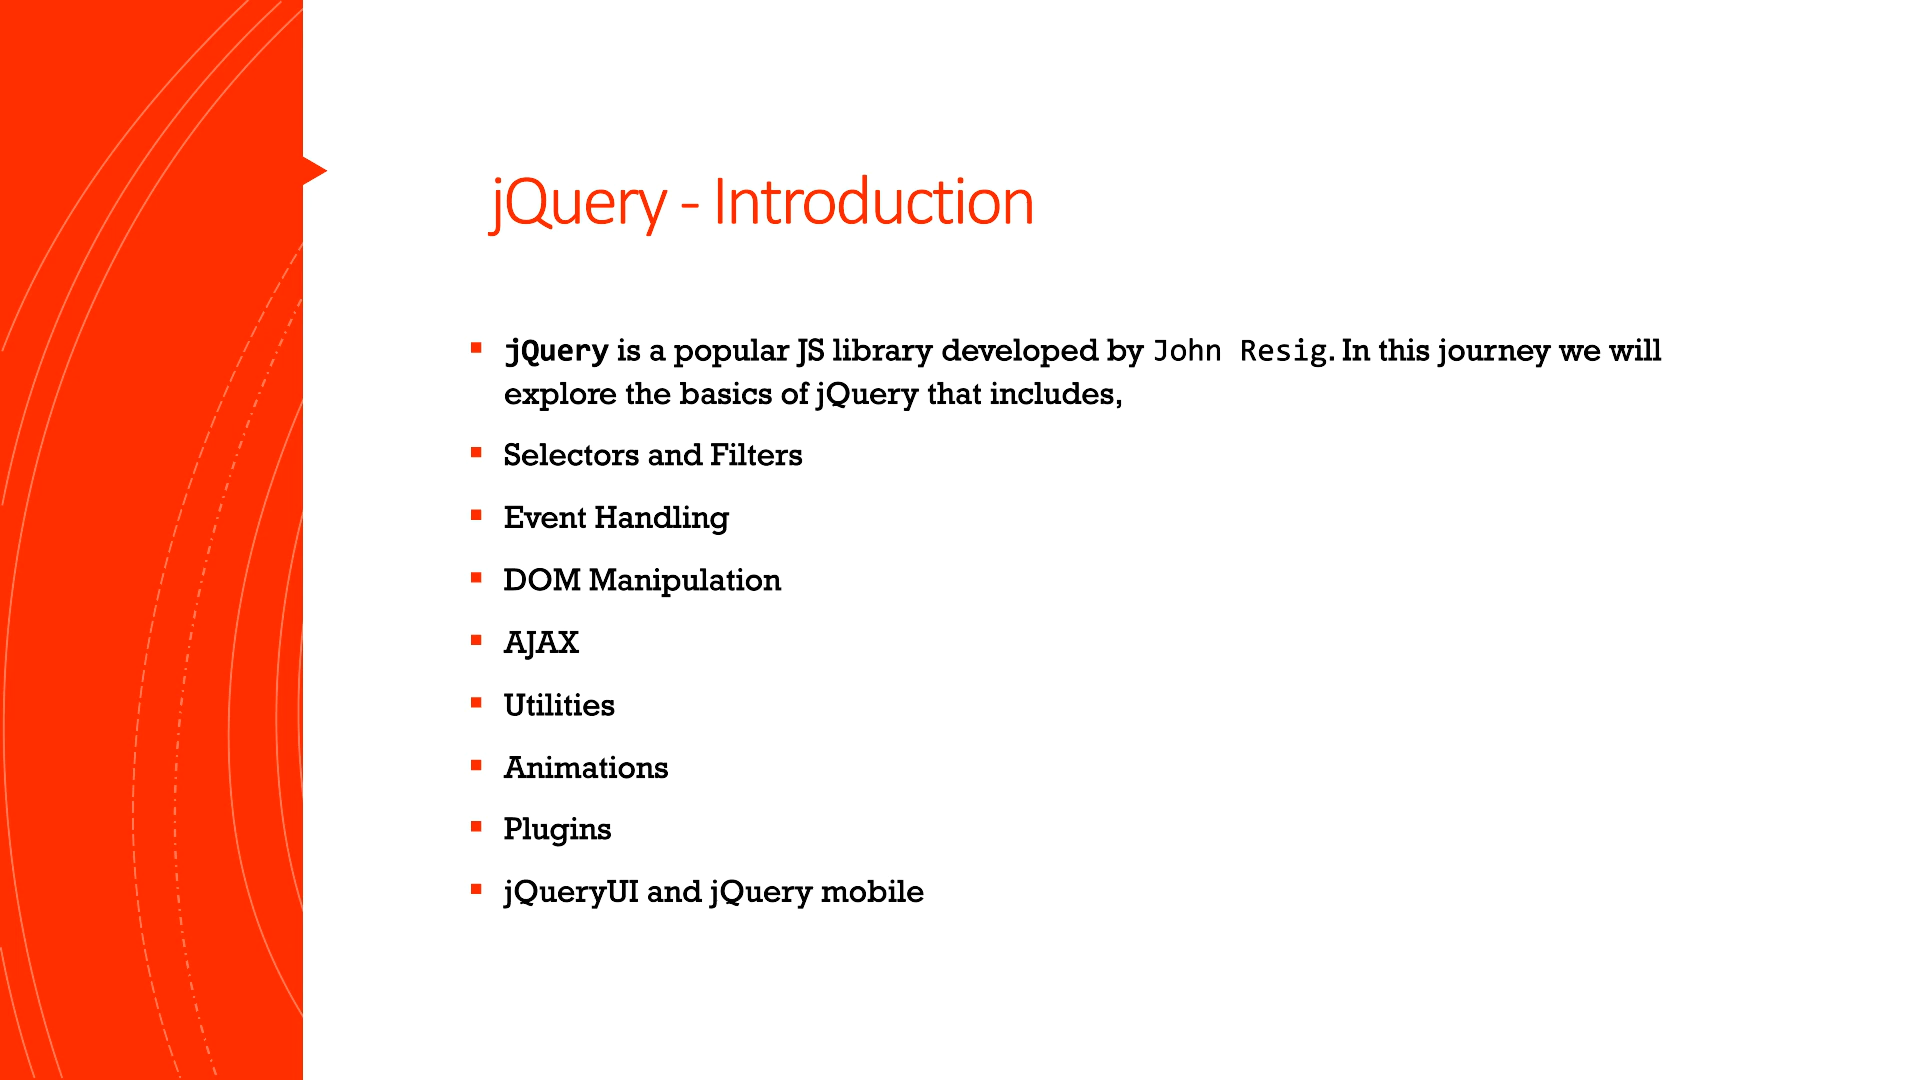 jQuery - Introduction
jQuery is a popular JS library developed by John Resig. In this journey we will
explore the basics of jQuery that includes,
Selectors and Filters
Event Handling
DOM Manipulation
AJAX
Utilities
Animations
Plugins
jQueryUI and jQuery mobile